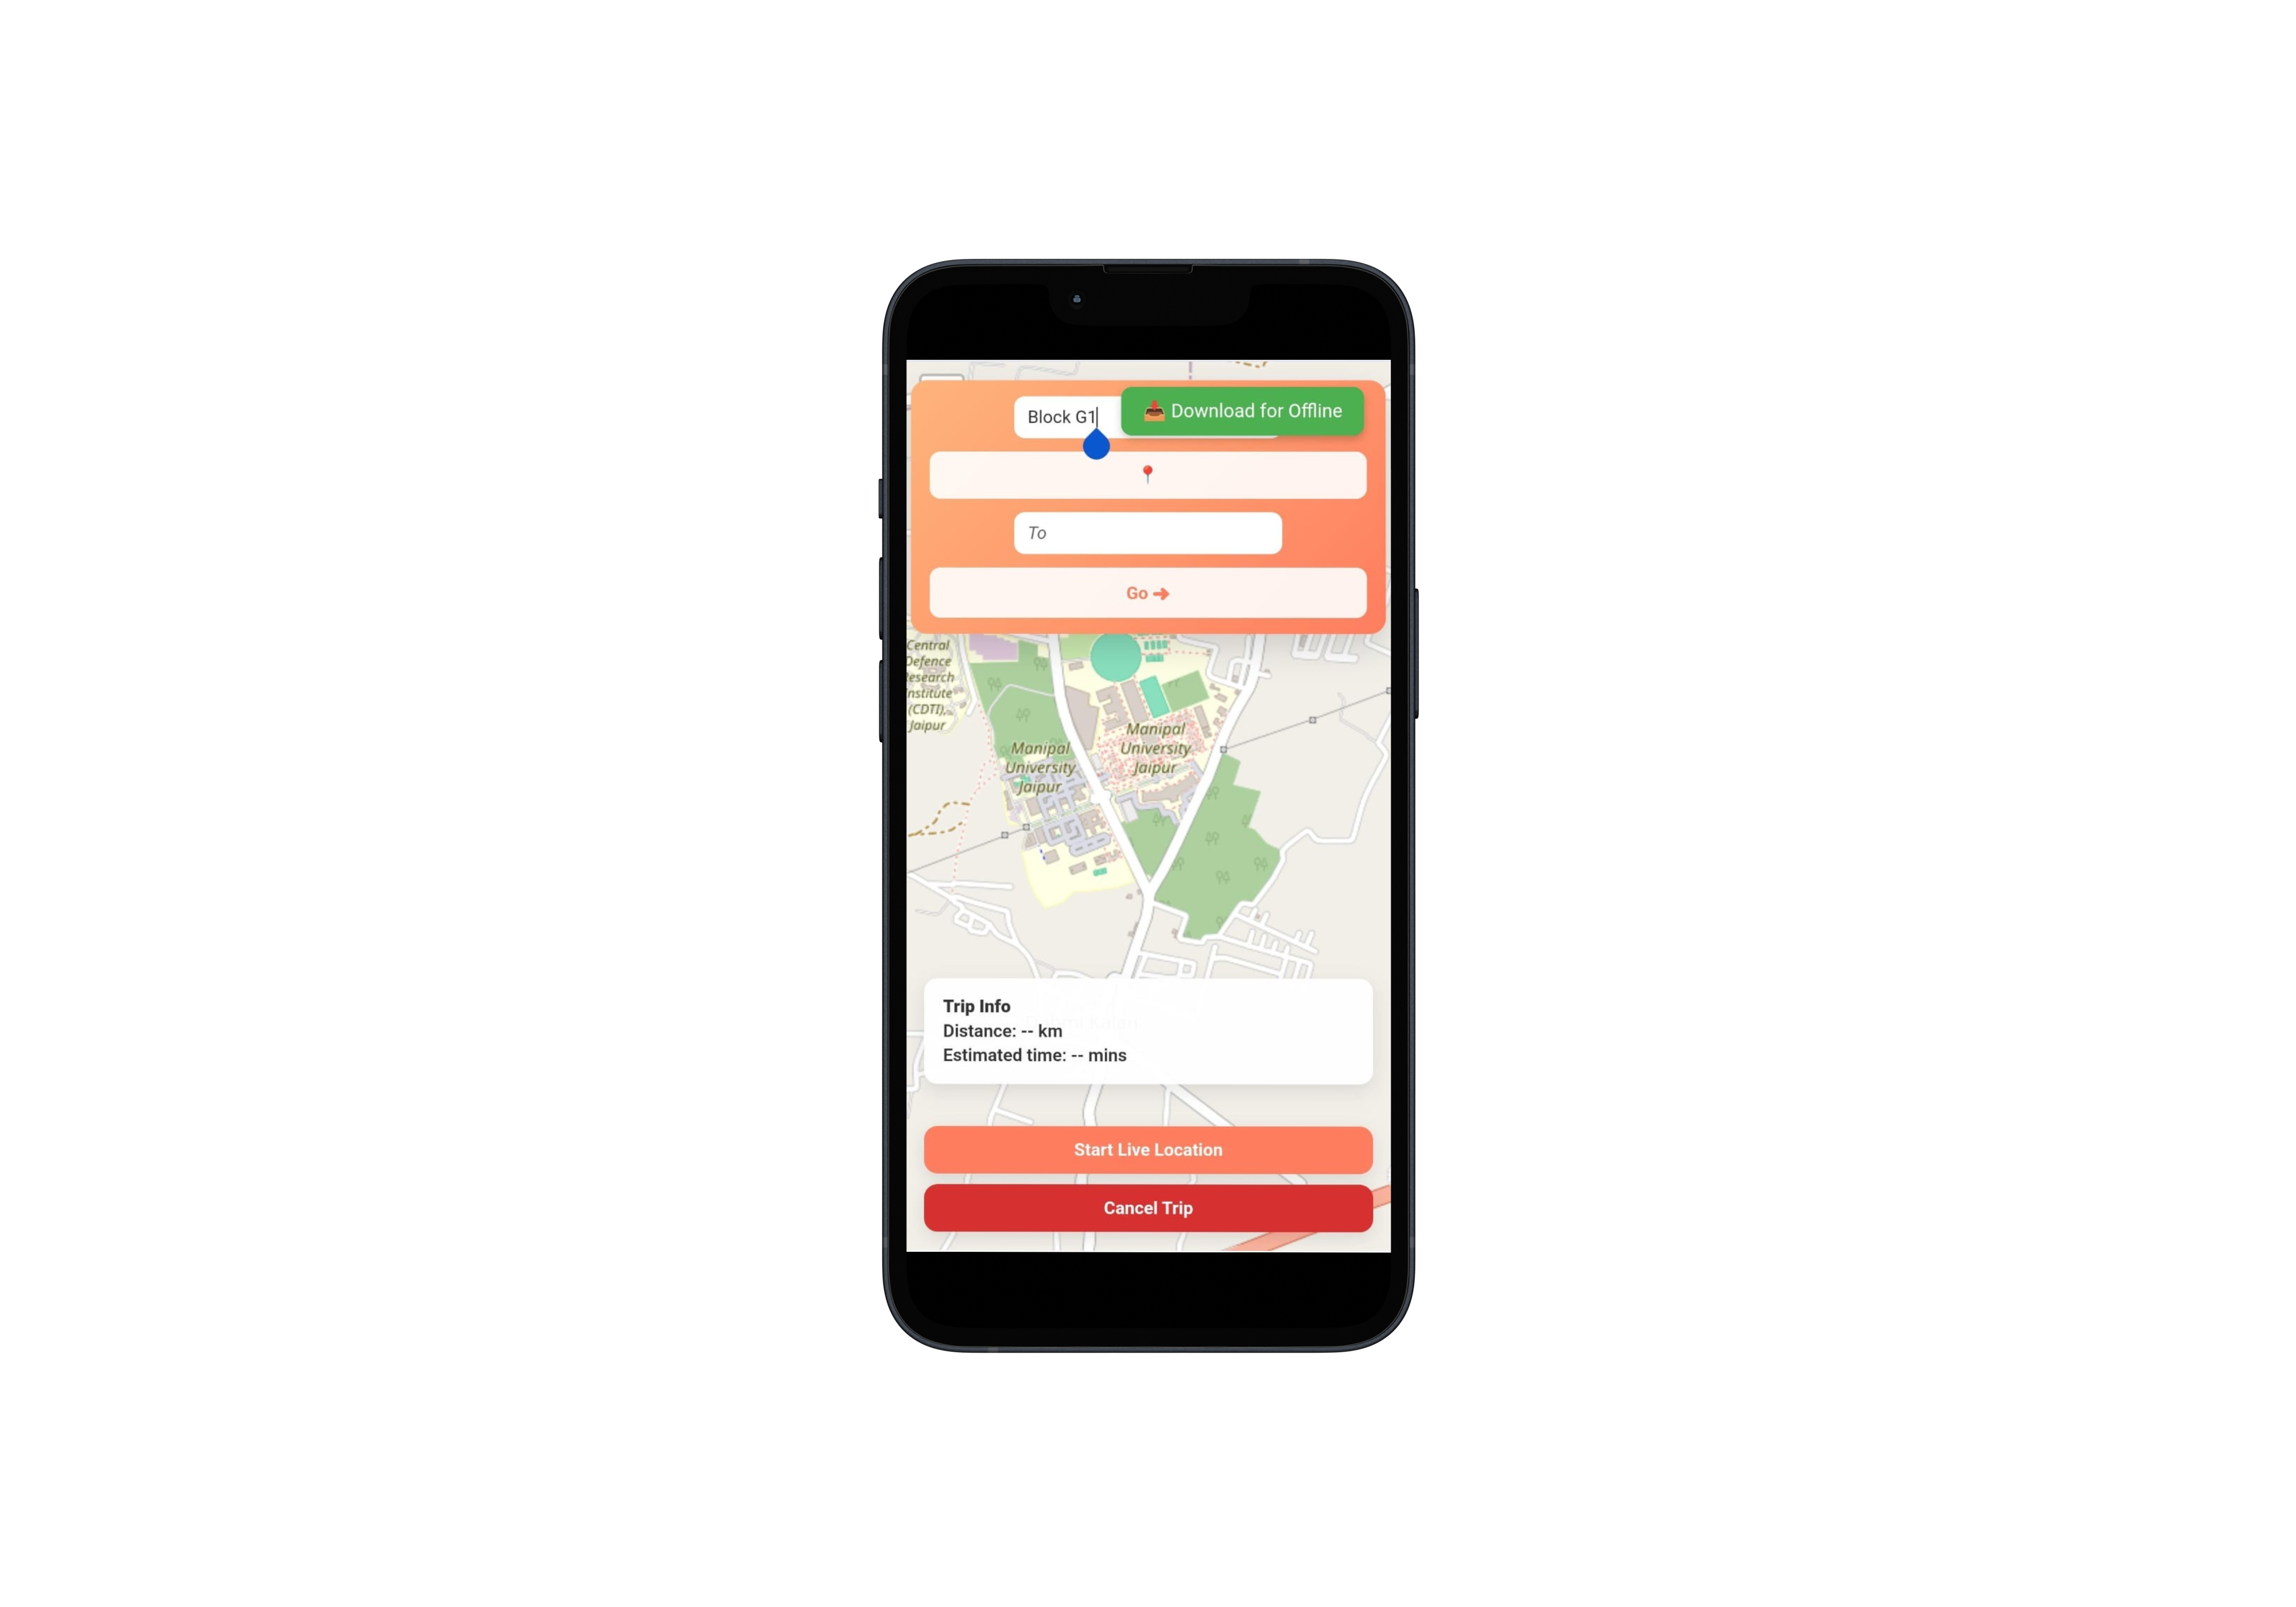 Block G1
📥 Download for Offline
📍
To
Go ➜
Central
Defence
Research
Institute
(CDTI),
Jaipur
Manipal
University
Jaipur
Manipal
University
Jaipur
Trip Info
Distance: -- km
Estimated time: -- mins
Start Live Location
Cancel Trip